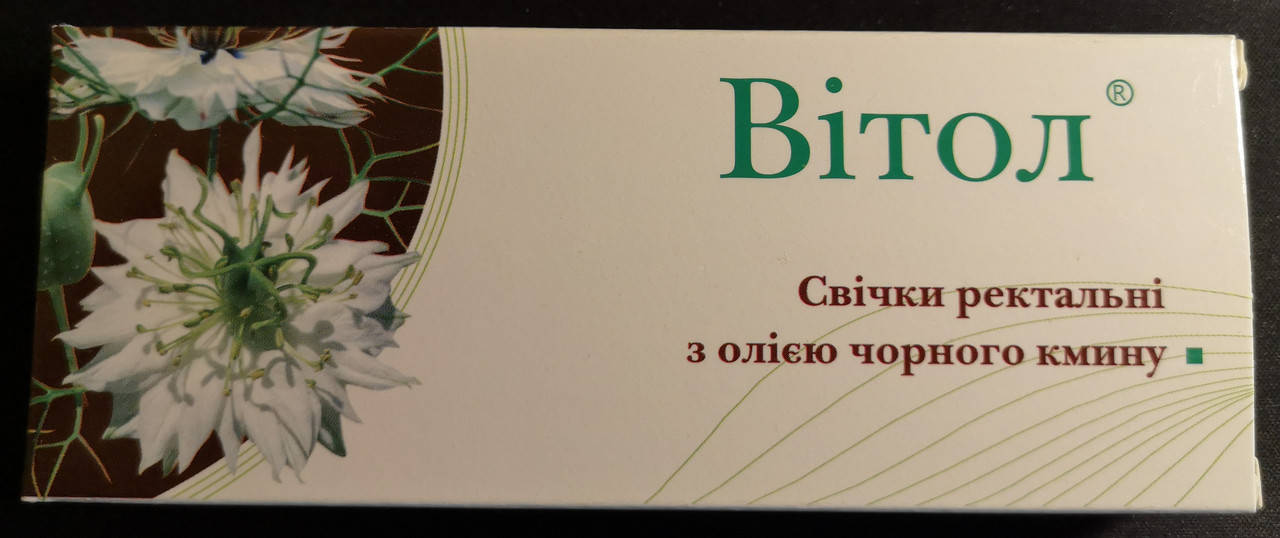 Вітол®
Свічки ректальні
з олією чорного кмину